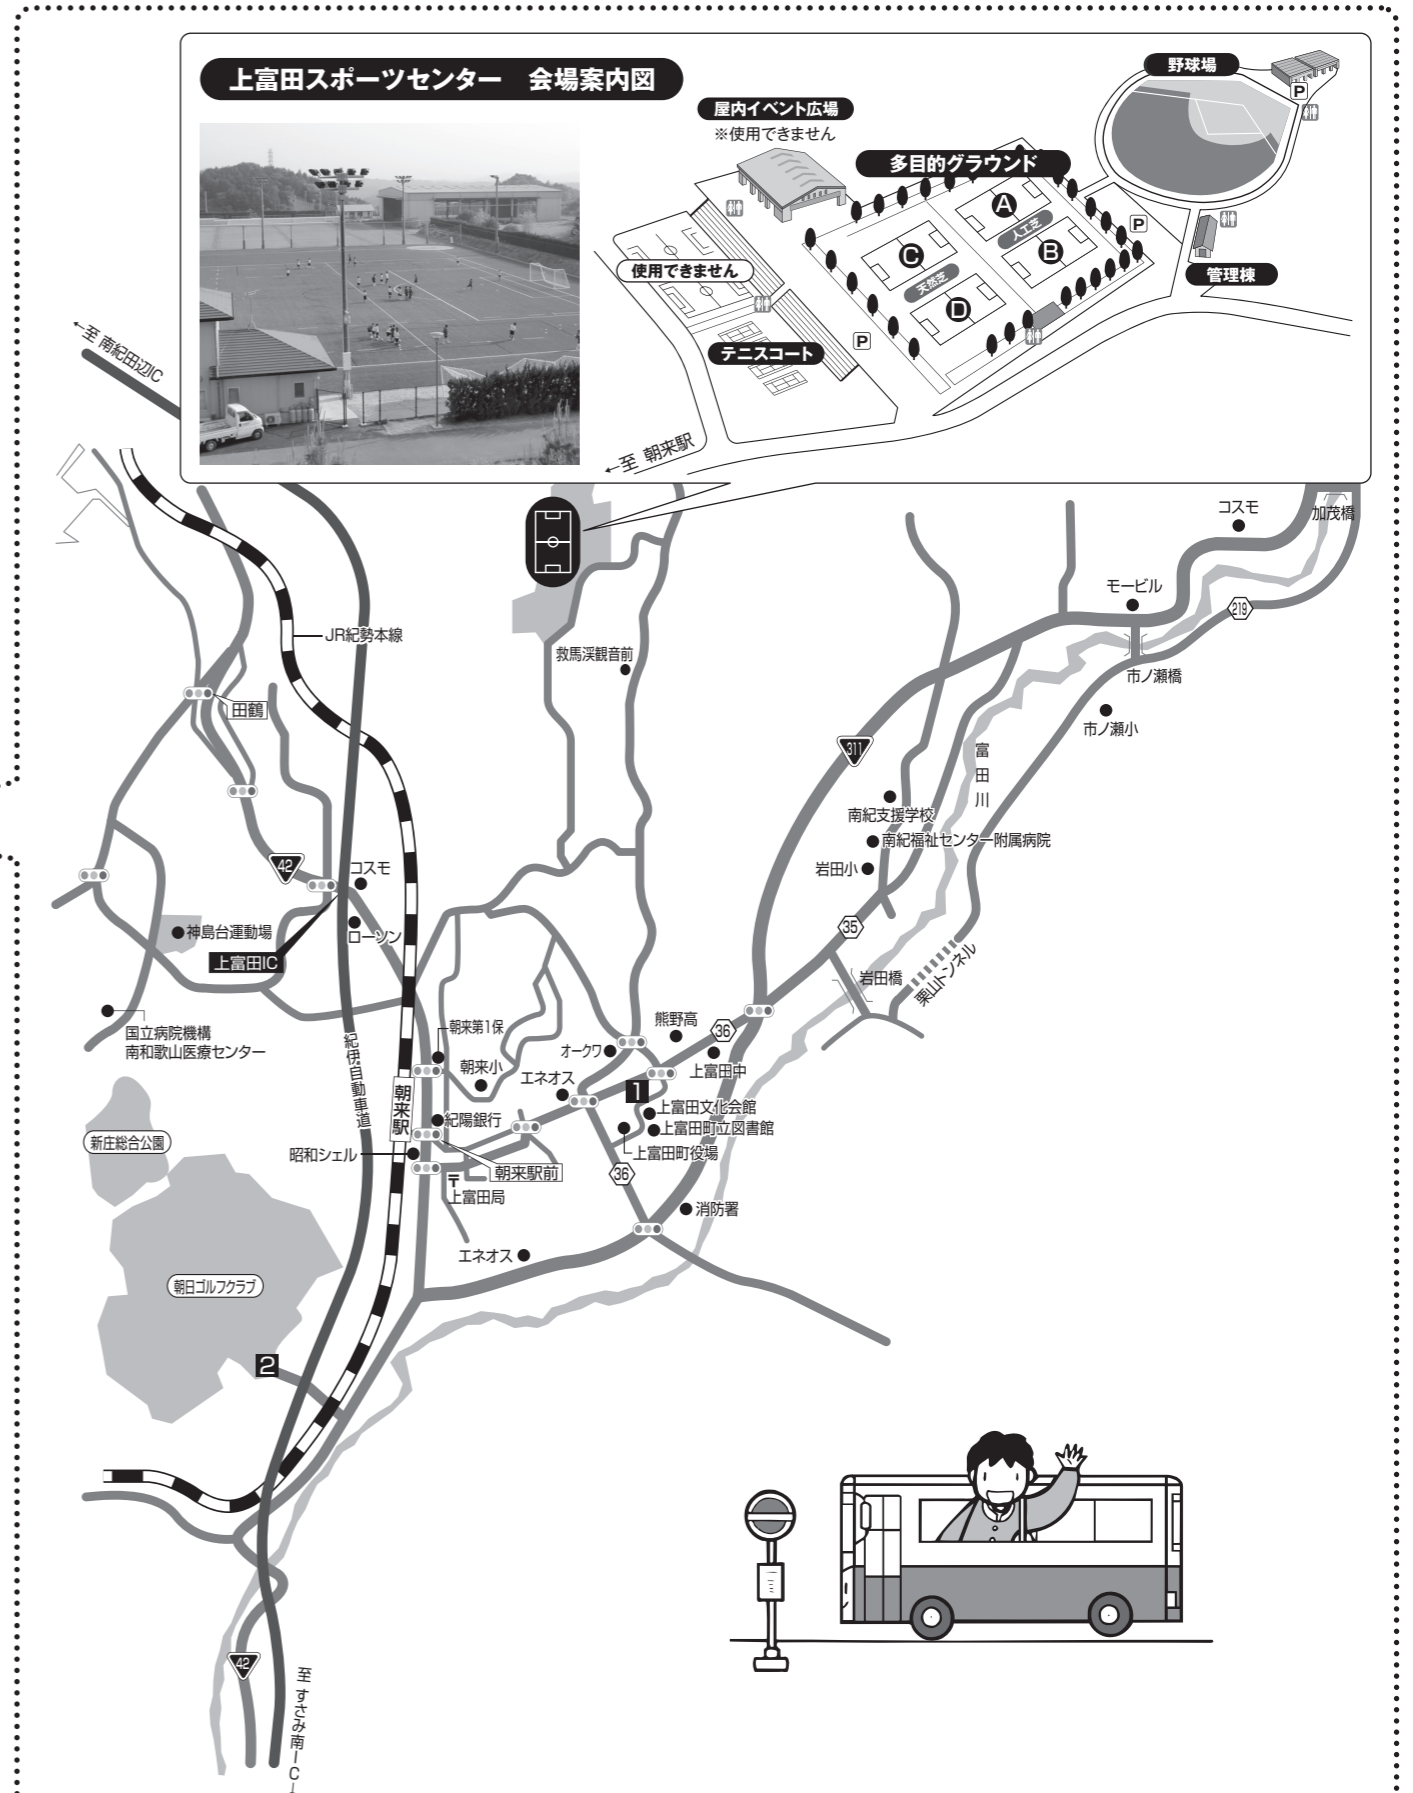 上富田スポーツセンター　会場案内図
屋内イベント広場
※使用できません
野球場
P
多目的グラウンド
A
人工芝
B
C
天然芝
D
P
管理棟
使用できません
テニスコート
P
←至 朝来駅
←至 南紀田辺IC
コスモ
加茂橋
モービル
219
市ノ瀬橋
市ノ瀬小
JR紀勢本線
救馬渓観音前
田鶴
311
富田川
南紀支援学校
南紀福祉センター附属病院
岩田小
42
コスモ
ローソン
神島台運動場
上富田IC
35
岩田橋
栗山トンネル
国立病院機構
南和歌山医療センター
紀伊自動車道
朝来第1保
朝来小
オークワ
熊野高
36
上富田中
エネオス
1
朝来駅
紀陽銀行
上富田文化会館
上富田町立図書館
上富田町役場
新庄総合公園
昭和シェル
朝来駅前
〒
上富田局
36
消防署
エネオス
朝日ゴルフクラブ
2
42
至 すさみ南IC→